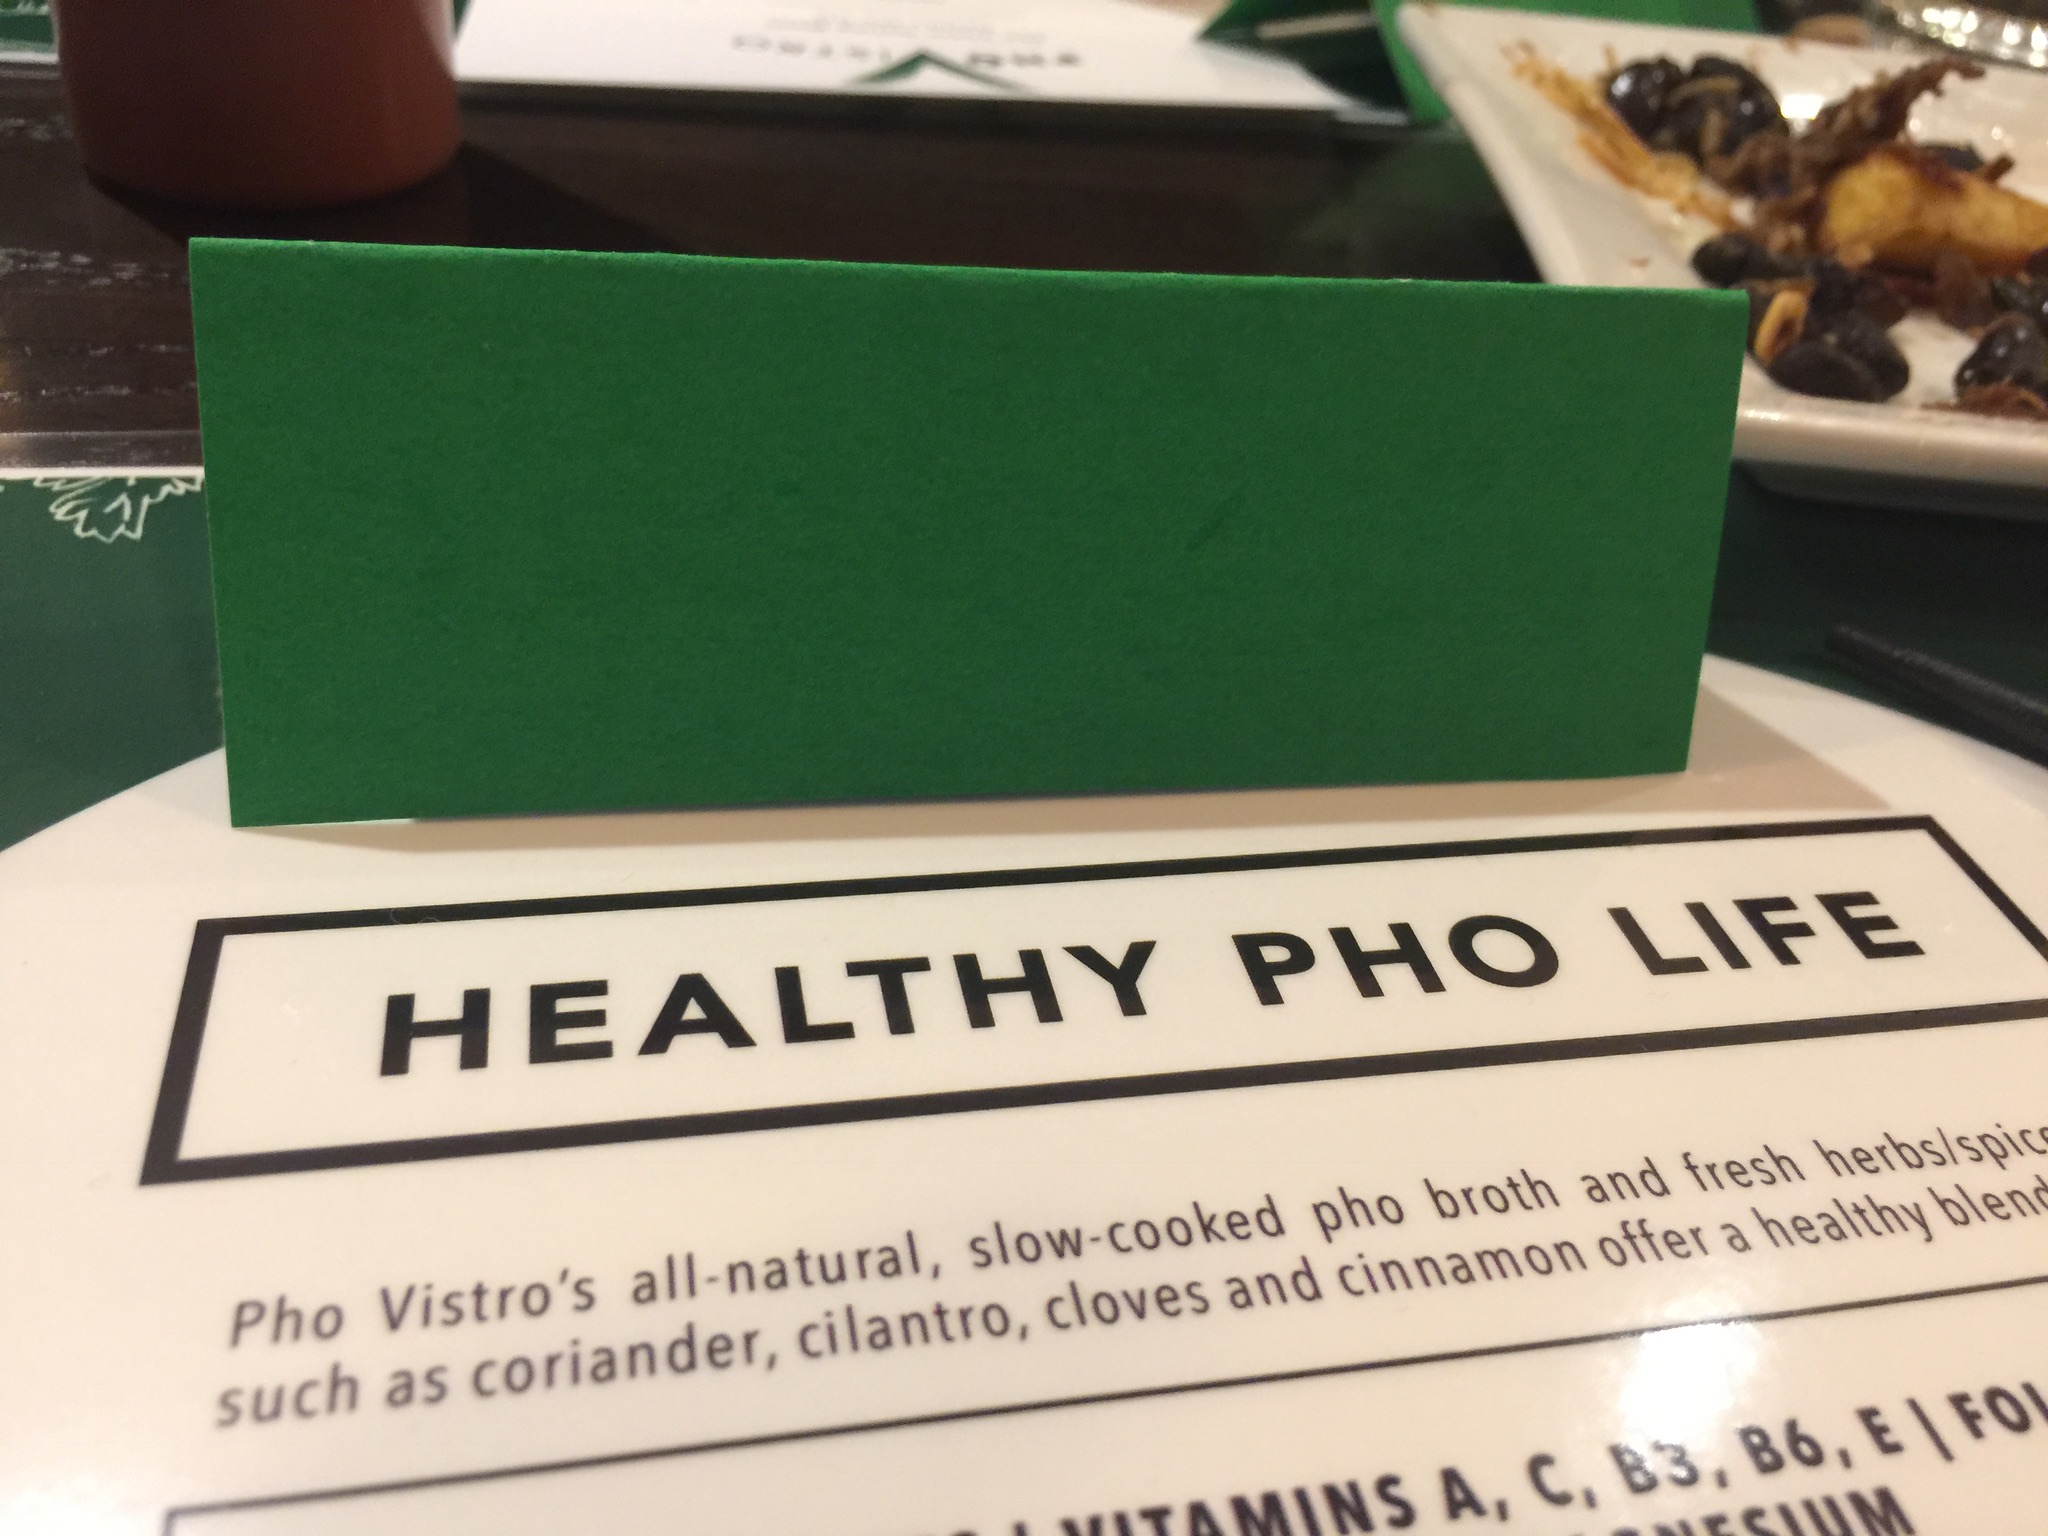 HEALTHY PHO LIFE
Pho Vistro's all-natural, slow-cooked pho broth and fresh herbs/spice
such as coriander, cilantro, cloves and cinnamon offer a healthy blend
| VITAMINS A, C, B3, B6, E | FOL